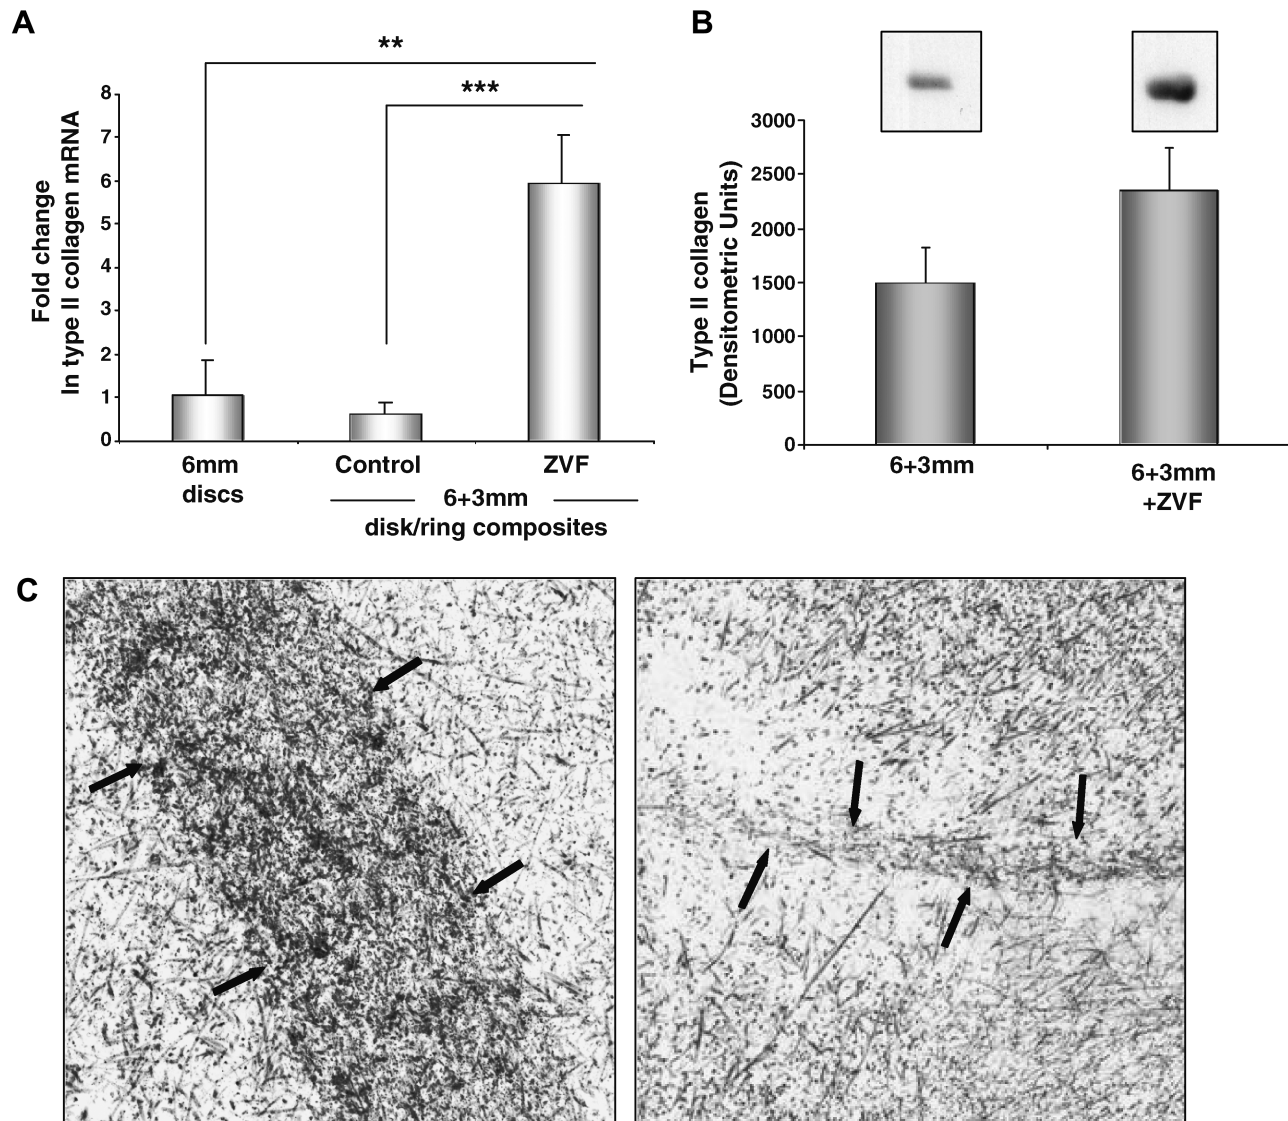 A
**
***
Fold change
In type II collagen mRNA
8
7
6
5
4
3
2
1
0
6mm
discs
Control
ZVF
6+3mm
disk/ring composites
B
Type II collagen
(Densitometric Units)
3000
2500
2000
1500
1000
500
0
6+3mm
6+3mm
+ZVF
C